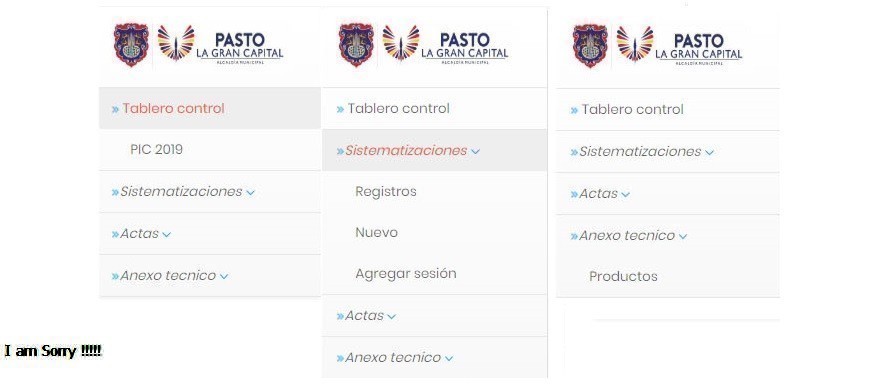 PASTO
LA GRAN CAPITAL
ALCALDÍA MUNICIPAL
» Tablero control
PIC 2019
»Sistematizaciones
»Actas
»Anexo tecnico
PASTO
LA GRAN CAPITAL
ALCALDÍA MUNICIPAL
» Tablero control
»Sistematizaciones
Registros
Nuevo
Agregar sesión
»Actas
»Anexo tecnico
PASTO
LA GRAN CAPITAL
ALCALDÍA MUNICIPAL
» Tablero control
»Sistematizaciones
»Actas
»Anexo tecnico
Productos
I am Sorry !!!!!